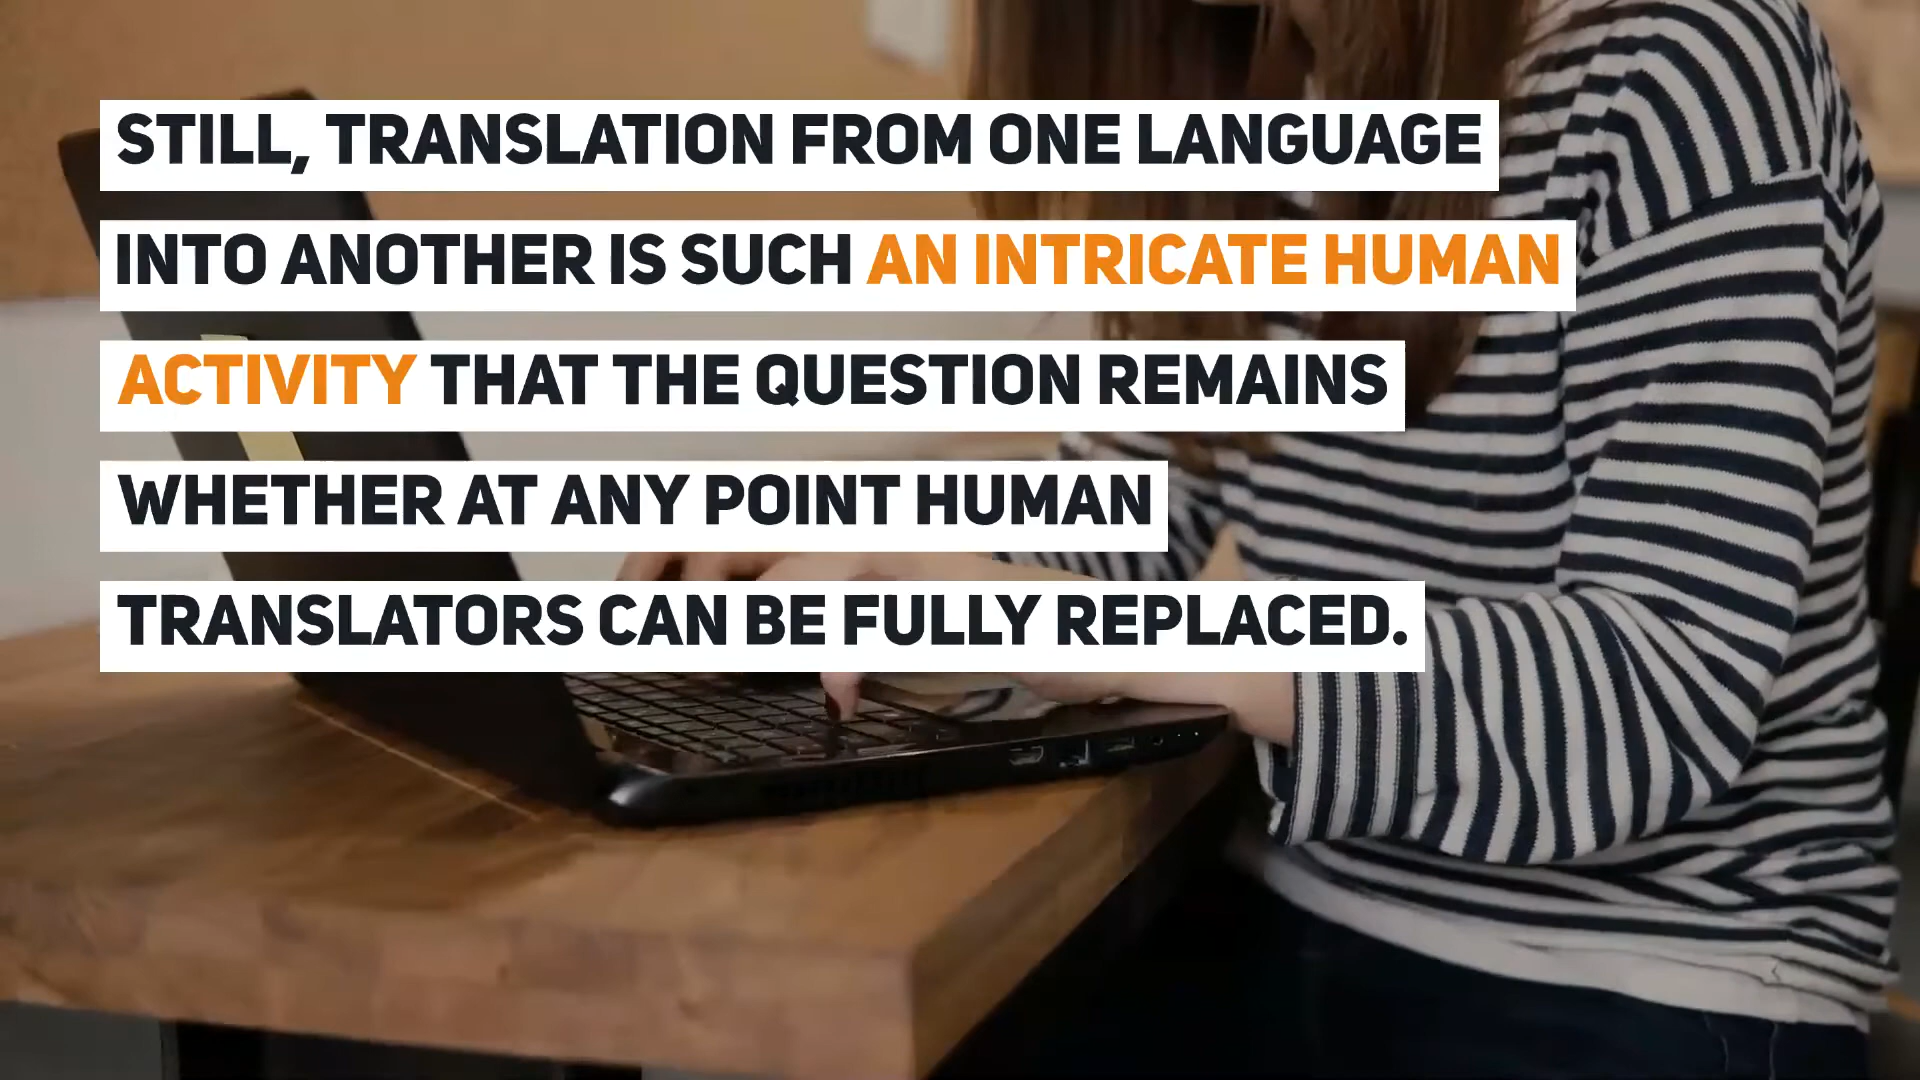 STILL, TRANSLATION FROM ONE LANGUAGE
INTO ANOTHER IS SUCH AN INTRICATE HUMAN
ACTIVITY THAT THE QUESTION REMAINS
WHETHER AT ANY POINT HUMAN
TRANSLATORS CAN BE FULLY REPLACED.